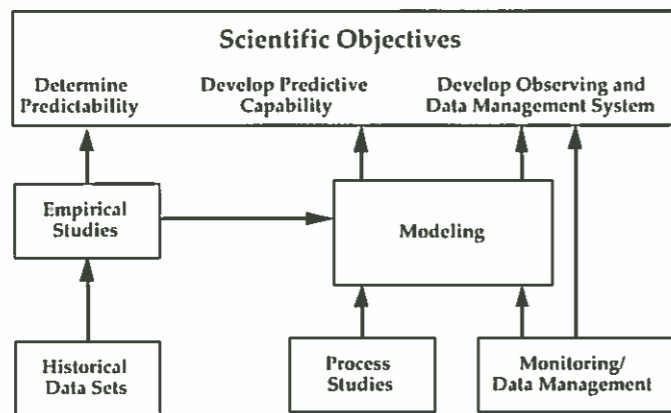 Scientific Objectives
Determine
Predictability
Develop Predictive
Capability
Develop Observing and
Data Management System
Empirical
Studies
Modeling
Historical
Data Sets
Process
Studies
Monitoring/
Data Management